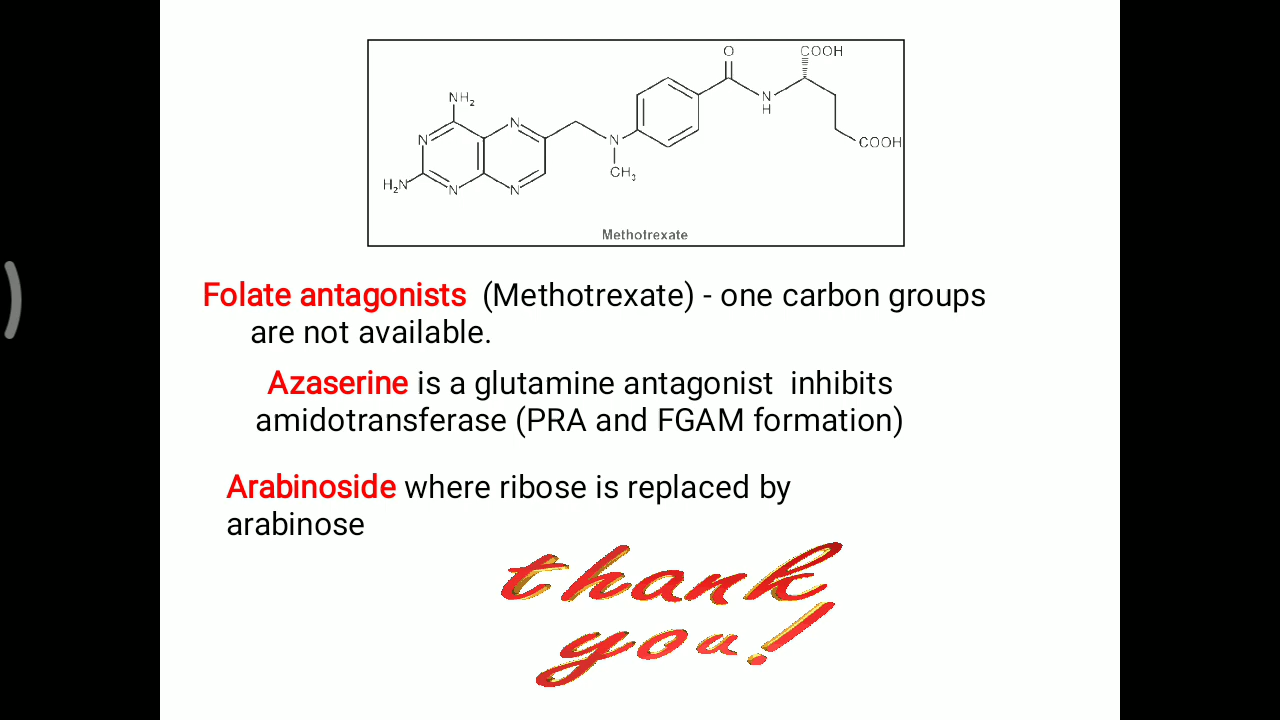 O
COOH
NH₂
N
N
N
H
N
COOH
CH₃
H₂N
N
N
Methotrexate
Folate antagonists (Methotrexate) - one carbon groups
are not available.
Azaserine is a glutamine antagonist inhibits
amidotransferase (PRA and FGAM formation)
Arabinoside where ribose is replaced by
arabinose
thank
you!